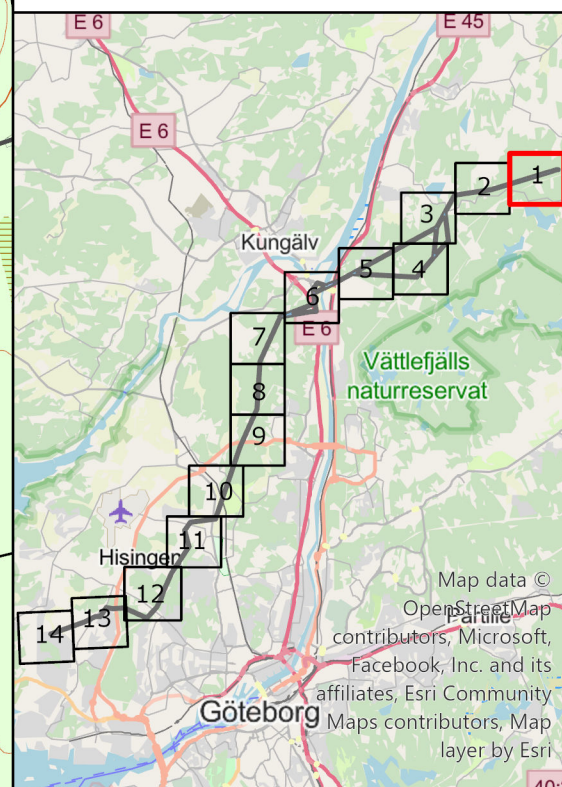 E 6
E 45
E 6
1
2
3
Kungälv
5
4
6
E 6
7
Vättlefjälls
naturreservat
8
9
10
11
Hisingen
12
13
14
Map data ©
OpenStreetMap
Partille
contributors, Microsoft,
Facebook, Inc. and its
affiliates, Esri Community
Göteborg
Maps contributors, Map
layer by Esri